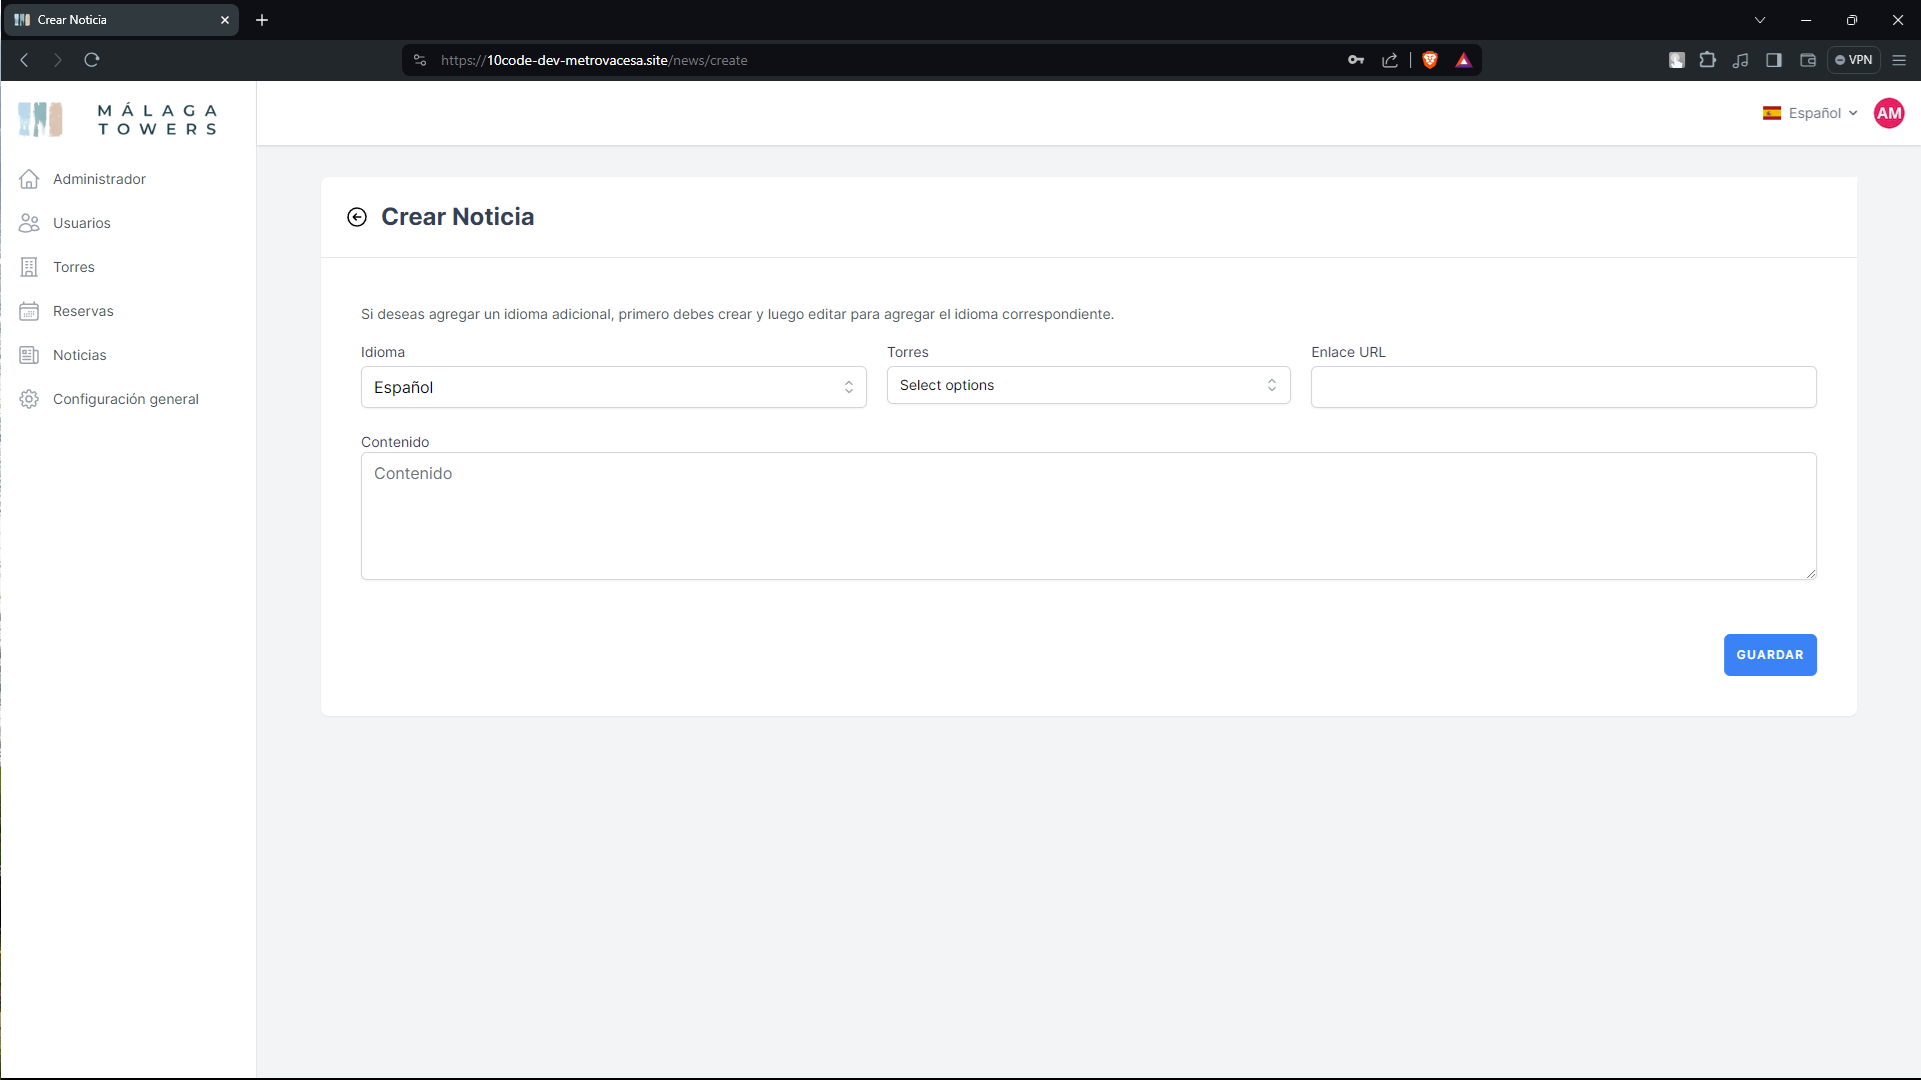 Crear Noticia
https://10code-dev-metrovacesa.site/news/create
VPN
MÁLAGA
TOWERS
Español
AM
Administrador
Usuarios
Torres
Reservas
Noticias
Configuración general
Crear Noticia
Si deseas agregar un idioma adicional, primero debes crear y luego editar para agregar el idioma correspondiente.
Idioma
Torres
Enlace URL
Español
Select options
Contenido
Contenido
GUARDAR